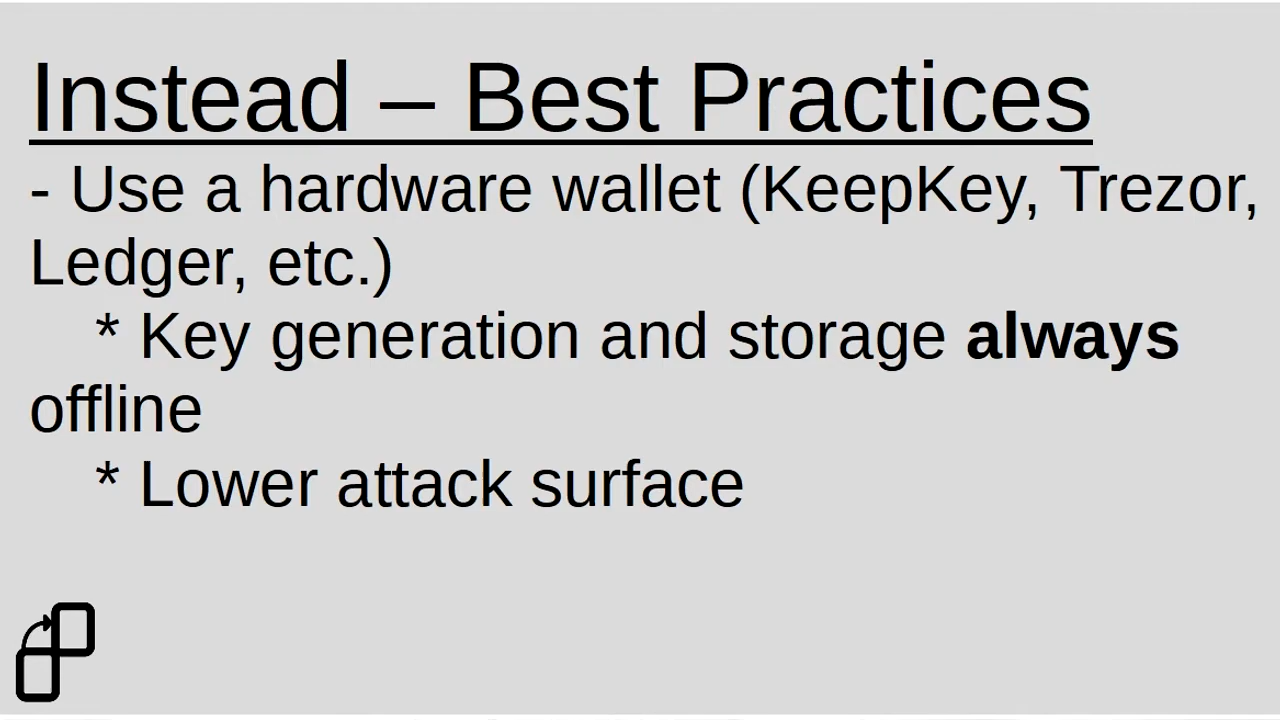 Instead – Best Practices
- Use a hardware wallet (KeepKey, Trezor,
Ledger, etc.)
* Key generation and storage always
offline
* Lower attack surface